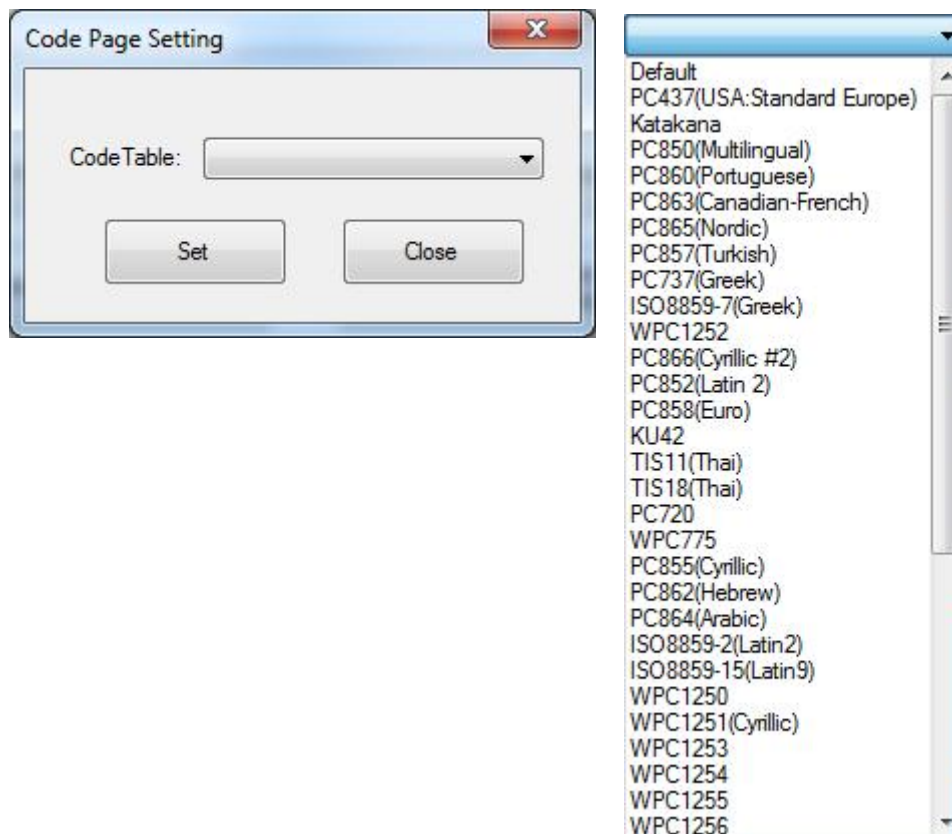 Code Page Setting
CodeTable:
Set
Close
Default
PC437(USA:Standard Europe)
Katakana
PC850(Multilingual)
PC860(Portuguese)
PC863(Canadian-French)
PC865(Nordic)
PC857(Turkish)
PC737(Greek)
ISO8859-7(Greek)
WPC1252
PC866(Cyrillic #2)
PC852(Latin 2)
PC858(Euro)
KU42
TIS11(Thai)
TIS18(Thai)
PC720
WPC775
PC855(Cyrillic)
PC862(Hebrew)
PC864(Arabic)
ISO8859-2(Latin2)
ISO8859-15(Latin9)
WPC1250
WPC1251(Cyrillic)
WPC1253
WPC1254
WPC1255
WPC1256